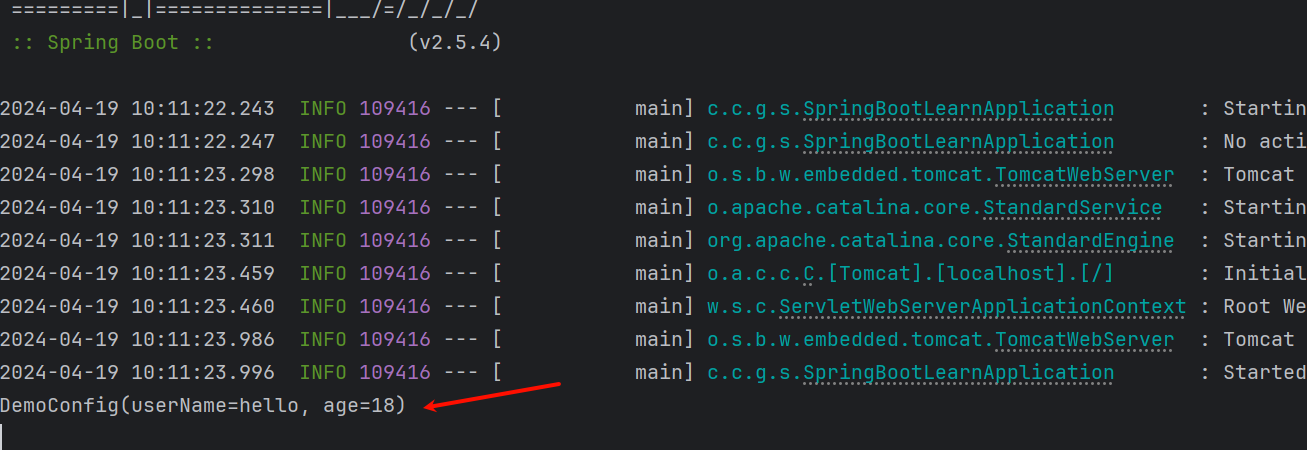 =========|_|==============|___/=/_/_/_/
 :: Spring Boot ::                (v2.5.4)
2024-04-19 10:11:22.243  INFO 109416 --- [           main] c.c.g.s.SpringBootLearnApplication       : Startin
2024-04-19 10:11:22.247  INFO 109416 --- [           main] c.c.g.s.SpringBootLearnApplication       : No acti
2024-04-19 10:11:23.298  INFO 109416 --- [           main] o.s.b.w.embedded.tomcat.TomcatWebServer  : Tomcat
2024-04-19 10:11:23.310  INFO 109416 --- [           main] o.apache.catalina.core.StandardService   : Startin
2024-04-19 10:11:23.311  INFO 109416 --- [           main] org.apache.catalina.core.StandardEngine  : Startin
2024-04-19 10:11:23.459  INFO 109416 --- [           main] o.a.c.c.C.[Tomcat].[localhost].[/]       : Initial
2024-04-19 10:11:23.460  INFO 109416 --- [           main] w.s.c.ServletWebServerApplicationContext : Root We
2024-04-19 10:11:23.986  INFO 109416 --- [           main] o.s.b.w.embedded.tomcat.TomcatWebServer  : Tomcat
2024-04-19 10:11:23.996  INFO 109416 --- [           main] c.c.g.s.SpringBootLearnApplication       : Started
DemoConfig(userName=hello, age=18)